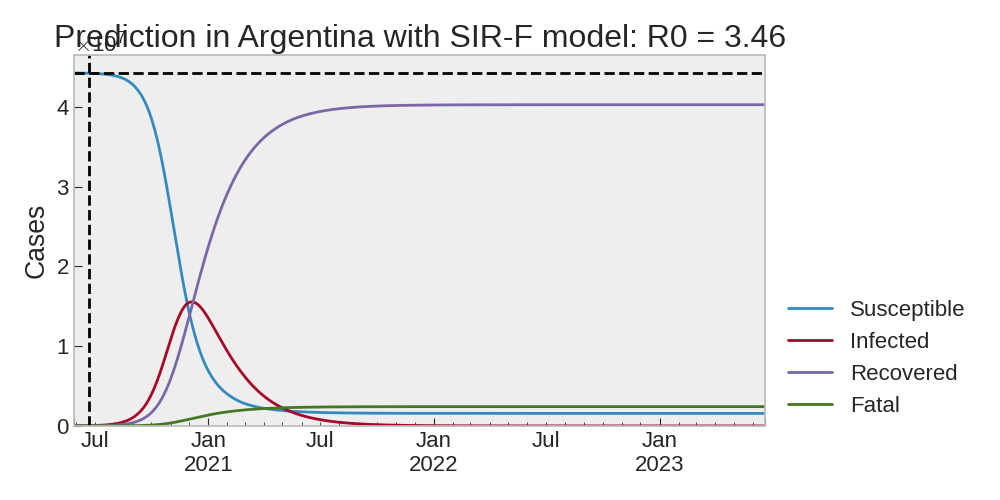 Prediction in Argentina with SIR-F model: R0 = 3.46
×10⁷
Cases
4
3
2
1
0
Jul Jan Jul Jan Jul Jan
2021 2022 2023
Susceptible
Infected
Recovered
Fatal